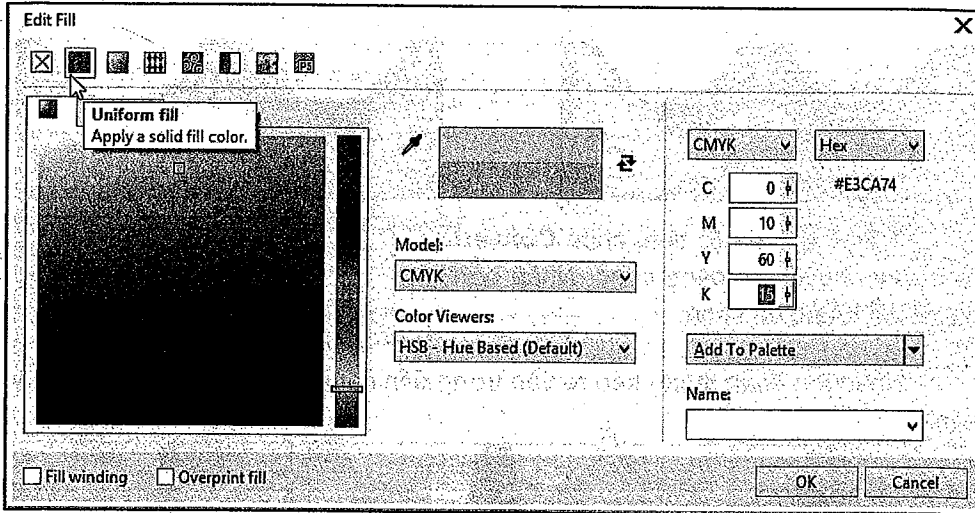 Edit Fill
Uniform fill
Apply a solid fill color.
CMYK
Hex
C 0 #E3CA74
M 10
Y 60
K 15
Model:
CMYK
Color Viewers:
HSB - Hue Based (Default)
Add To Palette
Name:
Fill winding
Overprint fill
OK
Cancel